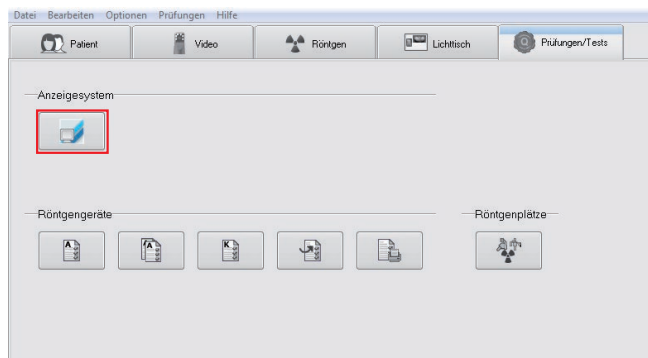 Datei Bearbeiten Optionen Prüfungen Hilfe
Patient Video Röntgen Lichttisch Prüfungen/Tests
Anzeigesystem
Röntgengeräte Röntgenplätze
A A K